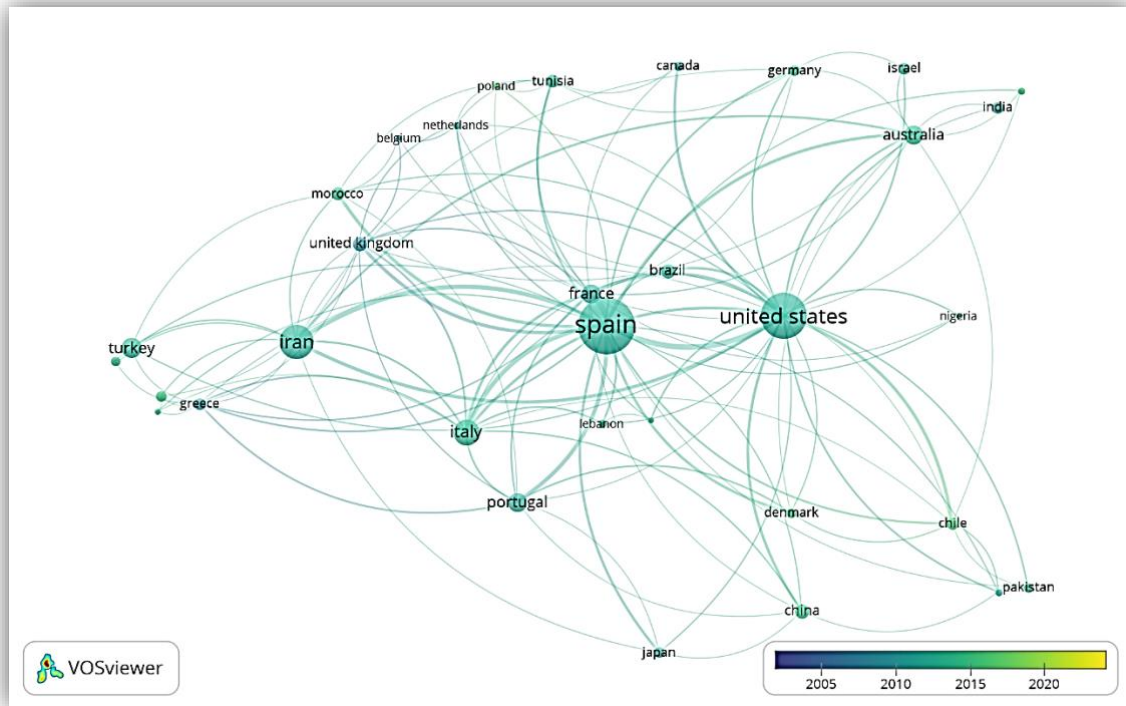 canada
germany
israel
poland
tunisia
india
netherlands
australia
belgium
morocco
united kingdom
brazil
france
united states
nigeria
spain
iran
turkey
greece
lebanon
italy
portugal
denmark
chile
pakistan
china
japan
VOSviewer
2005 2010 2015 2020